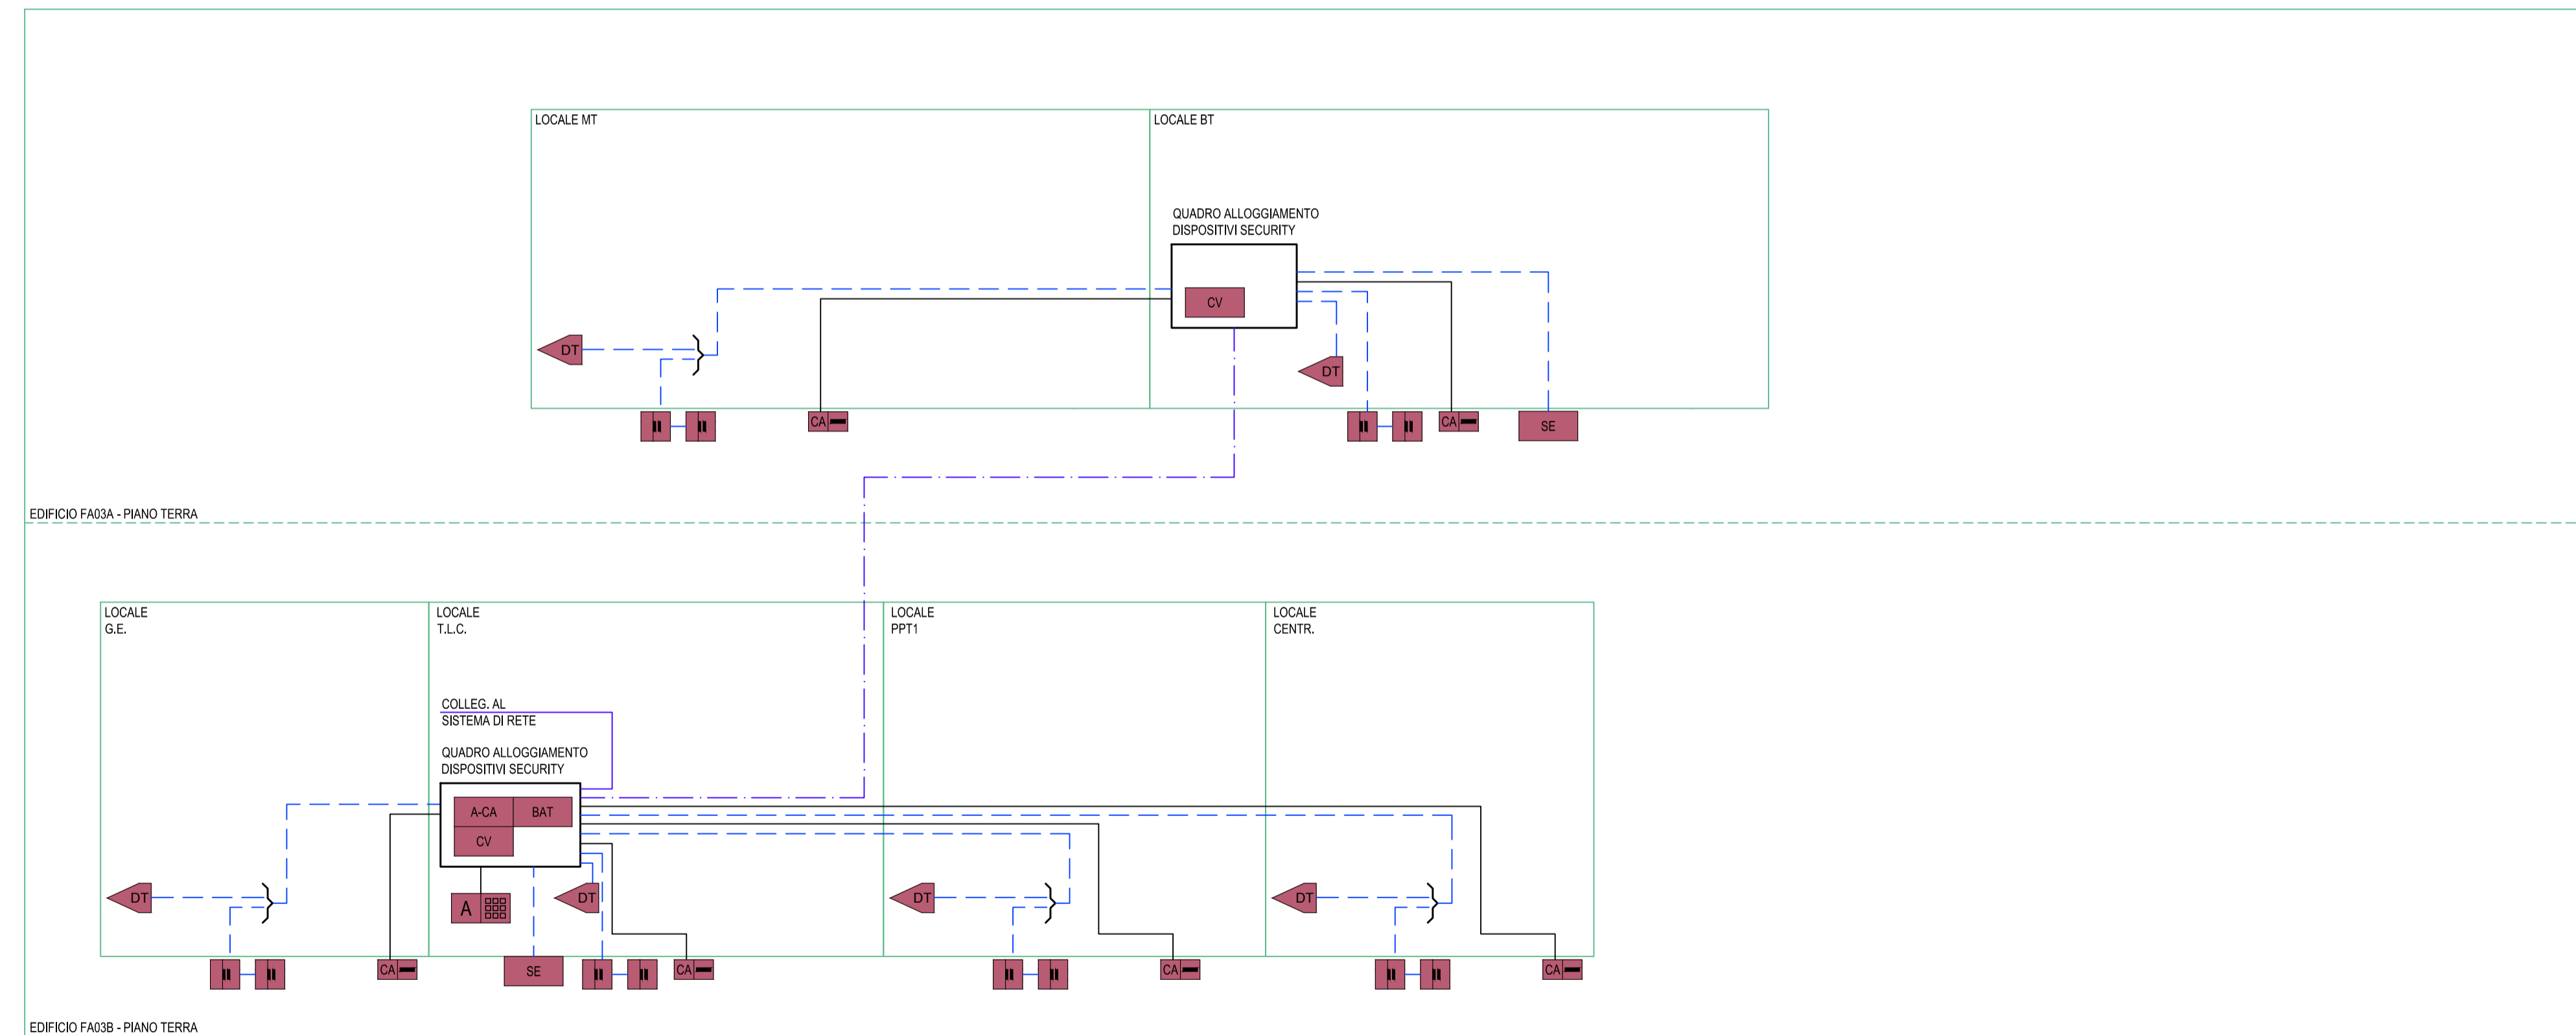 LOCALE MT
LOCALE BT
QUADRO ALLOGGIAMENTO
DISPOSITIVI SECURITY
CV
DT
DT
CA
CA
SE
EDIFICIO FA03A - PIANO TERRA
LOCALE
G.E.
LOCALE
T.L.C.
LOCALE
PPT1
LOCALE
CENTR.
COLLEG. AL
SISTEMA DI RETE
QUADRO ALLOGGIAMENTO
DISPOSITIVI SECURITY
A-CA
BAT
CV
DT
A
DT
DT
DT
CA
SE
CA
CA
CA
EDIFICIO FA03B - PIANO TERRA